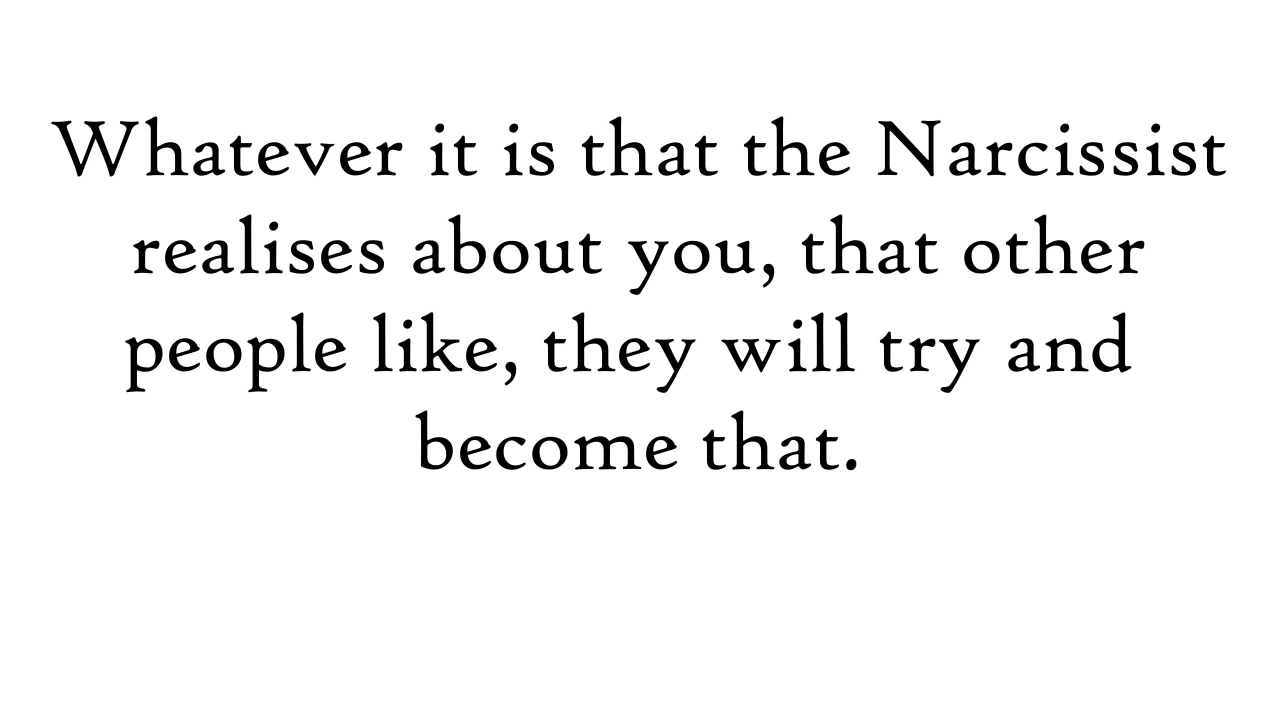 Whatever it is that the Narcissist
realises about you, that other
people like, they will try and
become that.